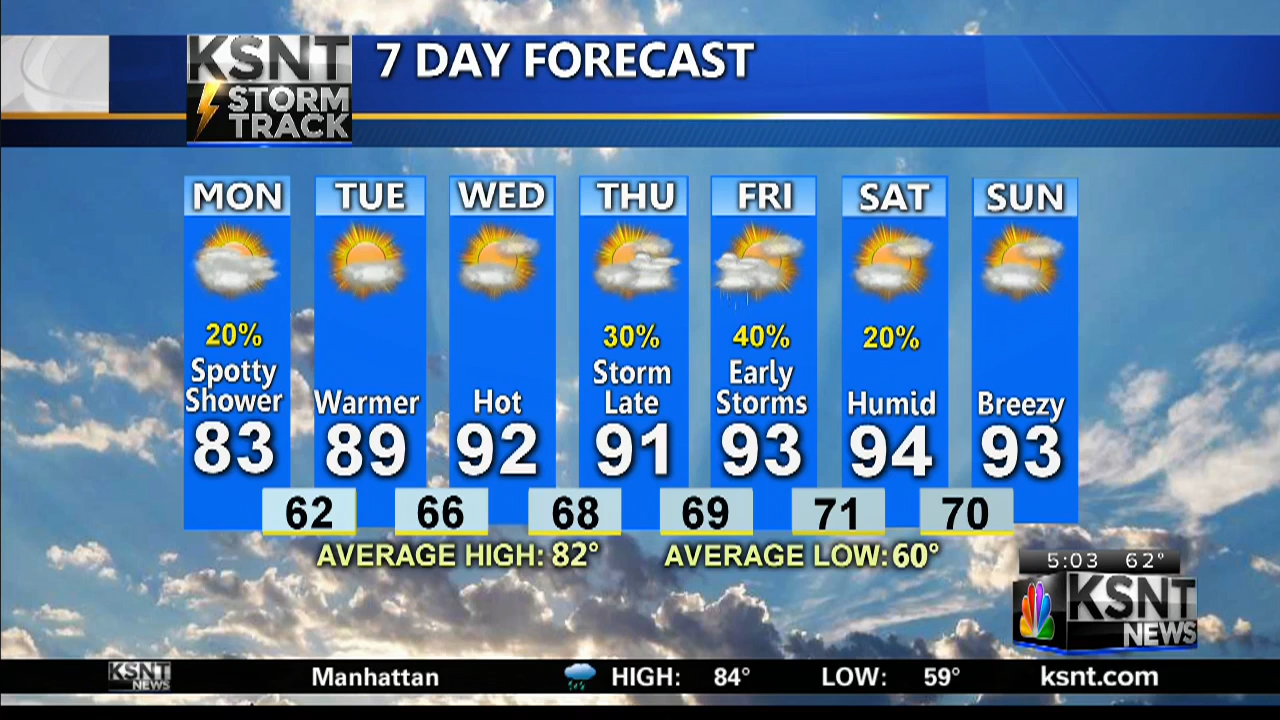 KSNT
STORM
TRACK
7 DAY FORECAST
MON TUE WED THU FRI SAT SUN
20% 30% 40% 20%
Spotty Storm Early
Shower Warmer Hot Late Storms Humid Breezy
83 89 92 91 93 94 93
62 66 68 69 71 70
AVERAGE HIGH: 82° AVERAGE LOW: 60°
5:03 62°
KSNT
NEWS
KSNT
NEWS
Manhattan HIGH: 84° LOW: 59° ksnt.com